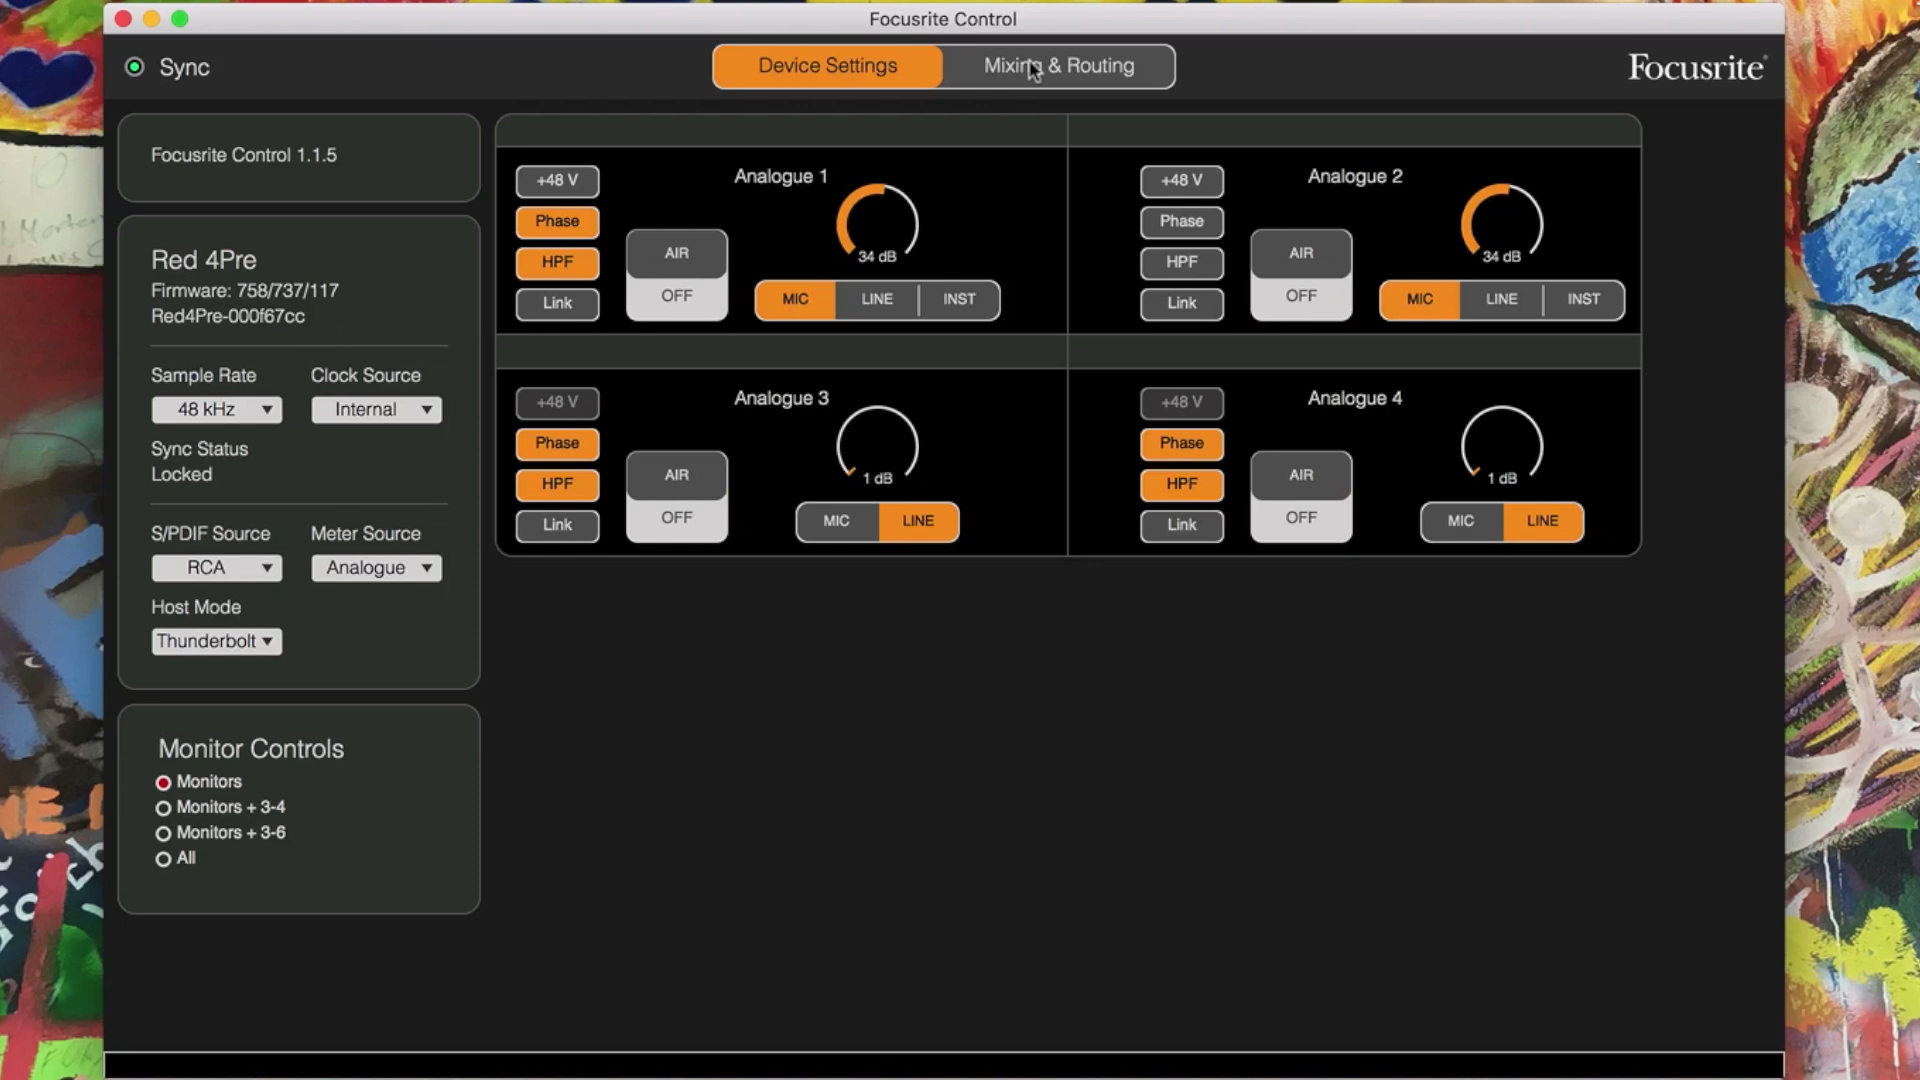 Focusrite Control
Sync
Device Settings
Mixing & Routing
Focusrite
Focusrite Control 1.1.5
Red 4Pre
Firmware: 758/737/117
Red4Pre-000f67cc
Sample Rate
Clock Source
48 kHz
Internal
Sync Status
Locked
S/PDIF Source
Meter Source
RCA
Analogue
Host Mode
Thunderbolt
Monitor Controls
Monitors
Monitors + 3-4
Monitors + 3-6
All
+48 V
Phase
HPF
Link
AIR
OFF
Analogue 1
34 dB
MIC
LINE
INST
+48 V
Phase
HPF
Link
AIR
OFF
Analogue 2
34 dB
MIC
LINE
INST
+48 V
Phase
HPF
Link
AIR
OFF
Analogue 3
1 dB
MIC
LINE
+48 V
Phase
HPF
Link
AIR
OFF
Analogue 4
1 dB
MIC
LINE